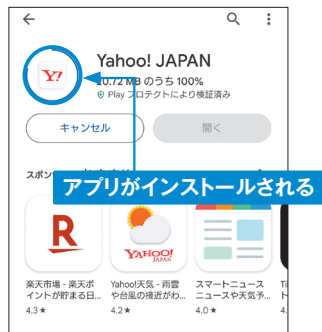 Yahoo! JAPAN
20.72 MB のうち 100%
Play プロテクトにより検証済み
キャンセル
開く
スポン
アプリがインストールされる
Y!
R
YAHOO!
JAPAN
楽天市場 - 楽天ポイントが貯まる日...
4.3★
Yahoo!天気 - 雨雲や台風の接近がわ...
4.2★
スマートニュース ニュースや天気予...
4.0★